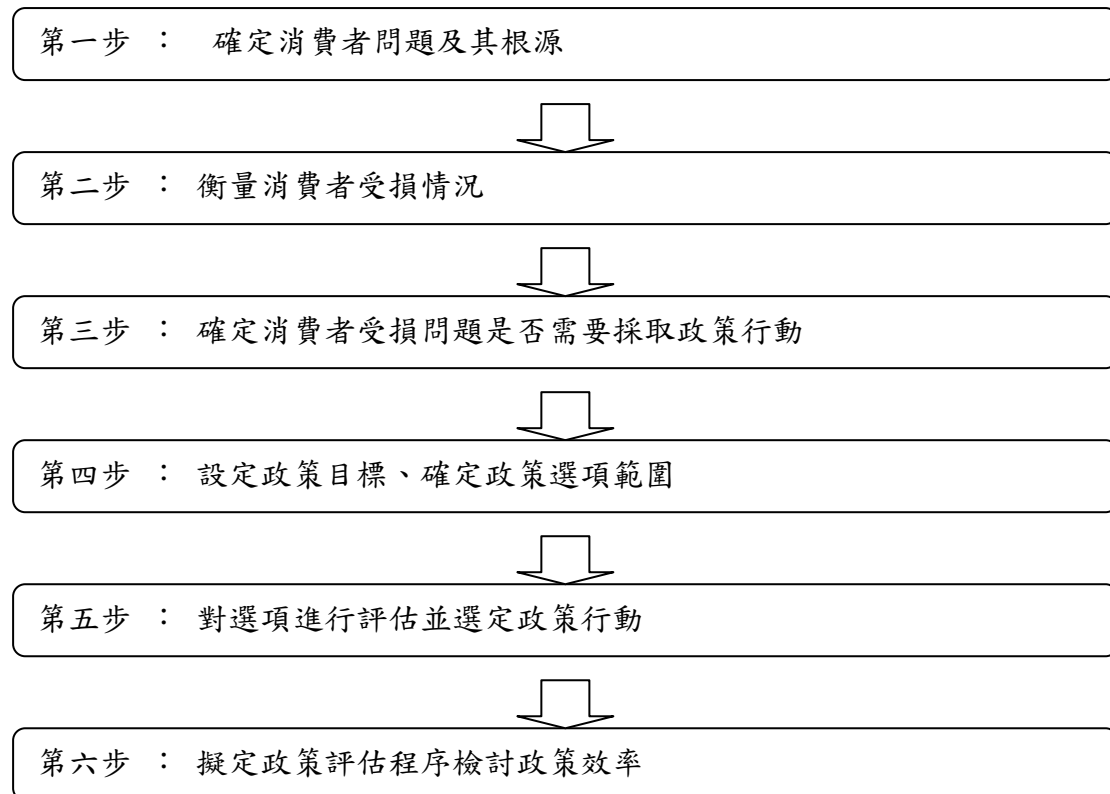 第一步 : 確定消費者問題及其根源
第二步 : 衡量消費者受損情況
第三步 : 確定消費者受損問題是否需要採取政策行動
第四步 : 設定政策目標、確定政策選項範圍
第五步 : 對選項進行評估並選定政策行動
第六步 : 擬定政策評估程序檢討政策效率